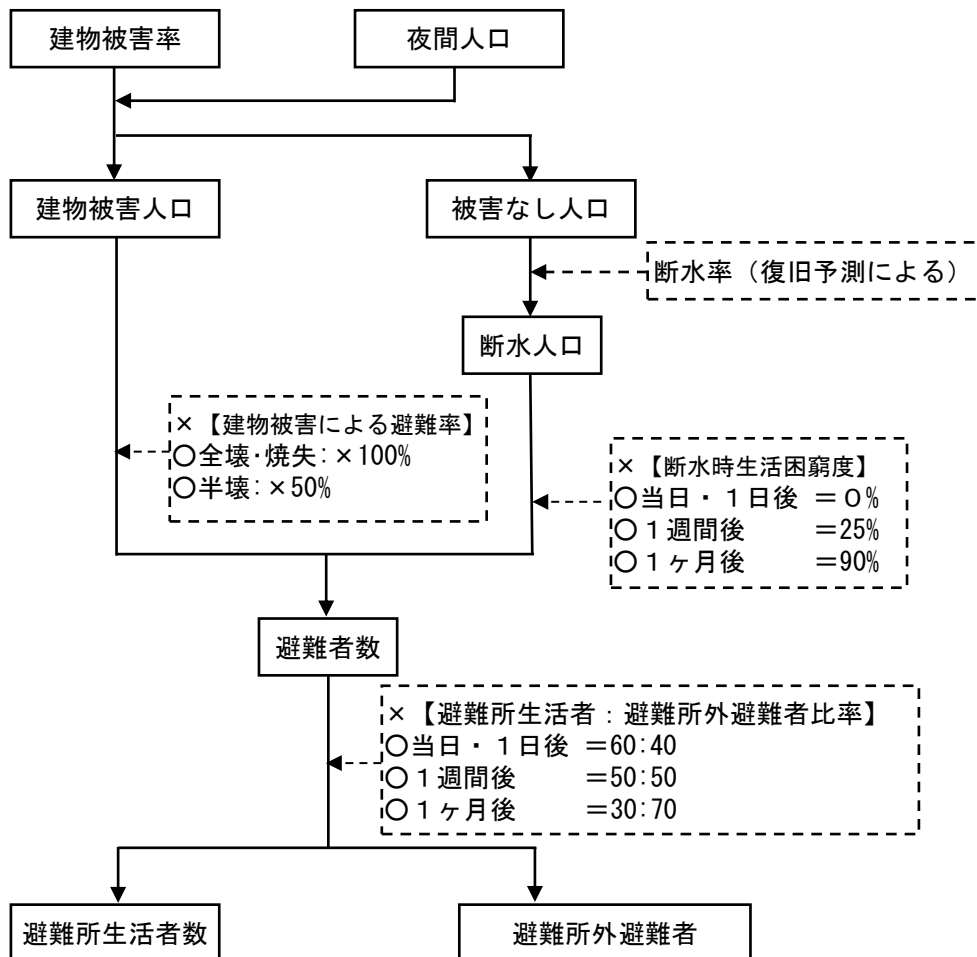 建物被害率
夜間人口
建物被害人口
被害なし人口
断水率（復旧予測による）
断水人口
×【建物被害による避難率】
○全壊･焼失:×100%
○半壊:×50%
×【断水時生活困窮度】
○当日・１日後 ＝０%
○１週間後 ＝25%
○１ヶ月後 ＝90%
避難者数
×【避難所生活者：避難所外避難者比率】
○当日・１日後 ＝60:40
○１週間後 ＝50:50
○１ヶ月後 ＝30:70
避難所生活者数
避難所外避難者